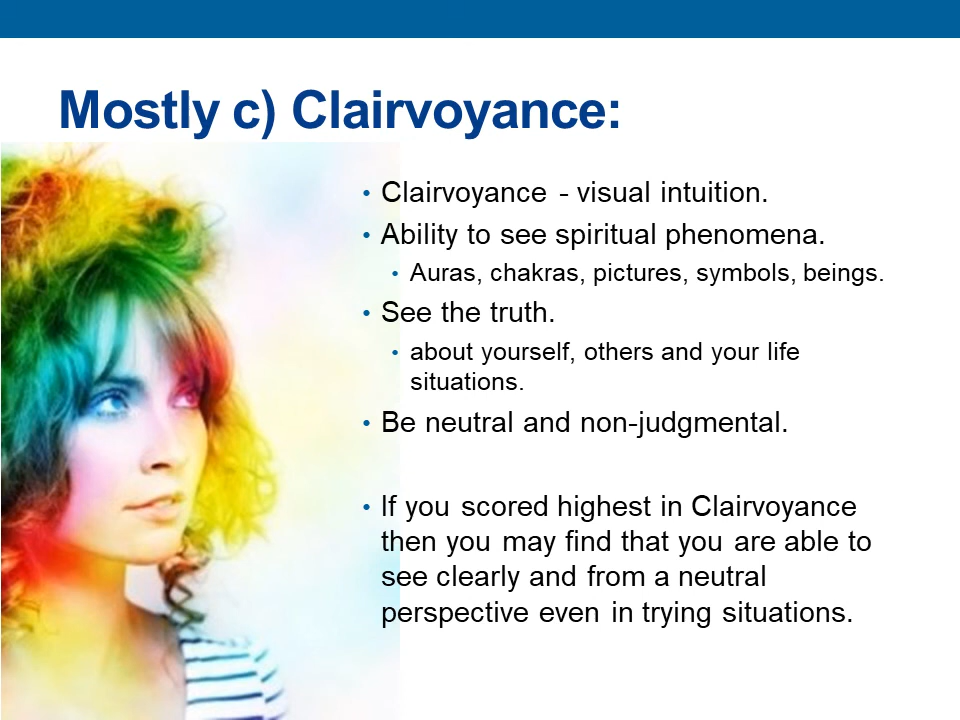 Mostly c) Clairvoyance:
• Clairvoyance - visual intuition.
• Ability to see spiritual phenomena.
• Auras, chakras, pictures, symbols, beings.
• See the truth.
• about yourself, others and your life
situations.
• Be neutral and non-judgmental.
• If you scored highest in Clairvoyance
then you may find that you are able to
see clearly and from a neutral
perspective even in trying situations.